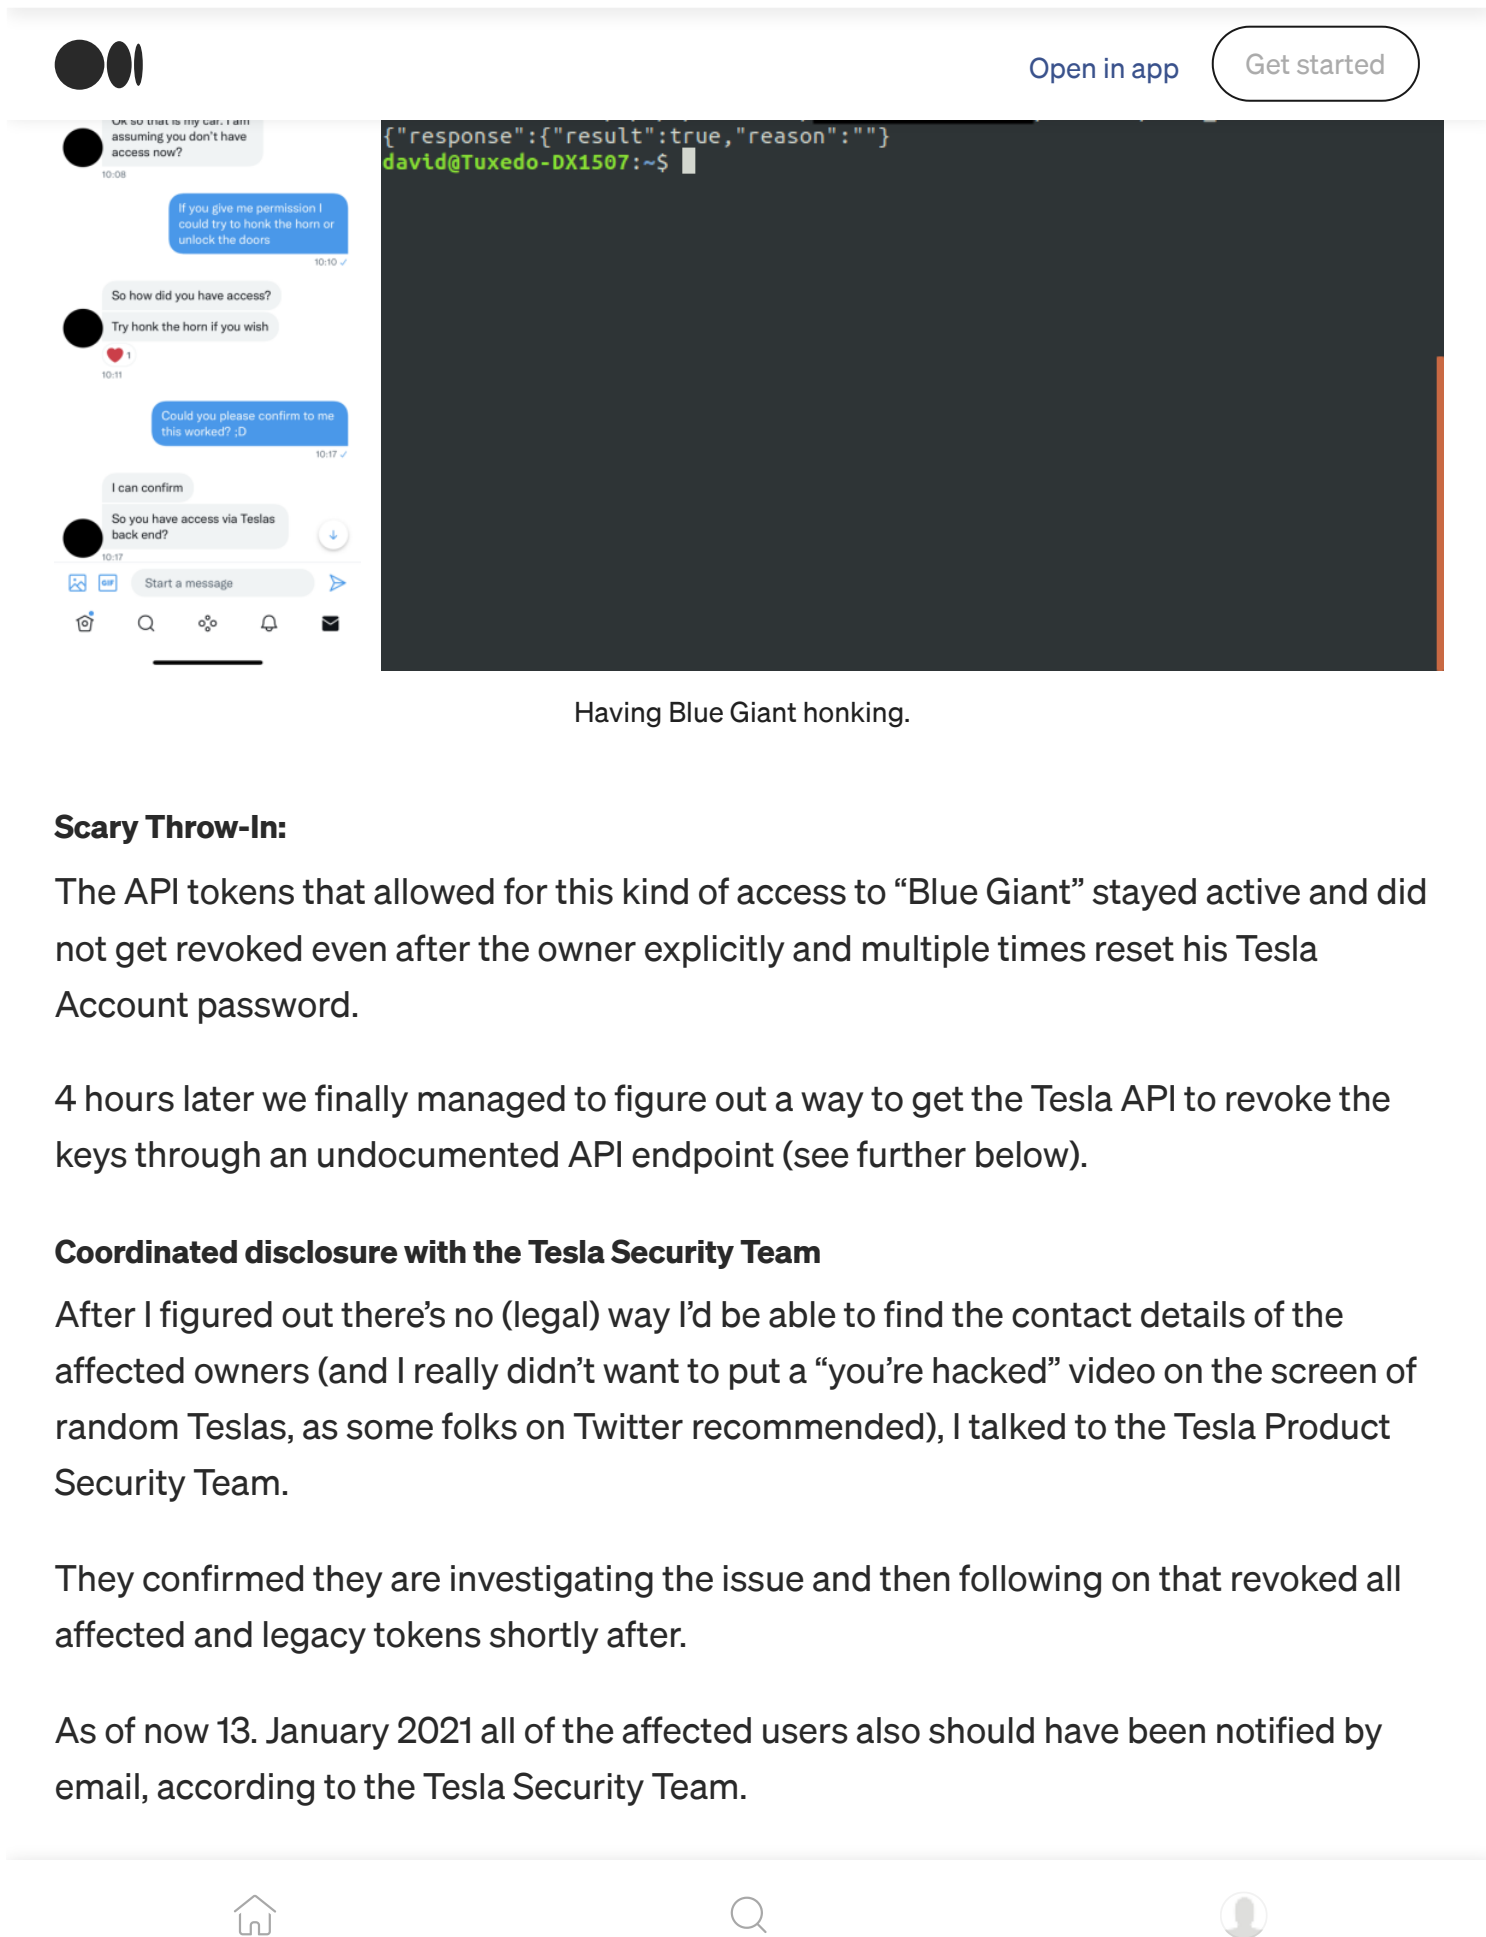 Open in app
Get started
Ok so that is my car. I am
assuming you don't have
access now?
10:08
If you give me permission I
could try to honk the horn or
unlock the doors
10:10 ✓
So how did you have access?
Try honk the horn if you wish
1
10:11
Could you please confirm to me
this worked? ;D
10:17 ✓
I can confirm
So you have access via Teslas
back end?
10:17
GIF
Start a message
{"response":{"result":true,"reason":""}
david@Tuxedo-DX1507:~$
Having Blue Giant honking.
Scary Throw-In:
The API tokens that allowed for this kind of access to “Blue Giant” stayed active and did
not get revoked even after the owner explicitly and multiple times reset his Tesla
Account password.
4 hours later we finally managed to figure out a way to get the Tesla API to revoke the
keys through an undocumented API endpoint (see further below).
Coordinated disclosure with the Tesla Security Team
After I figured out there’s no (legal) way I’d be able to find the contact details of the
affected owners (and I really didn’t want to put a “you’re hacked” video on the screen of
random Teslas, as some folks on Twitter recommended), I talked to the Tesla Product
Security Team.
They confirmed they are investigating the issue and then following on that revoked all
affected and legacy tokens shortly after.
As of now 13. January 2021 all of the affected users also should have been notified by
email, according to the Tesla Security Team.